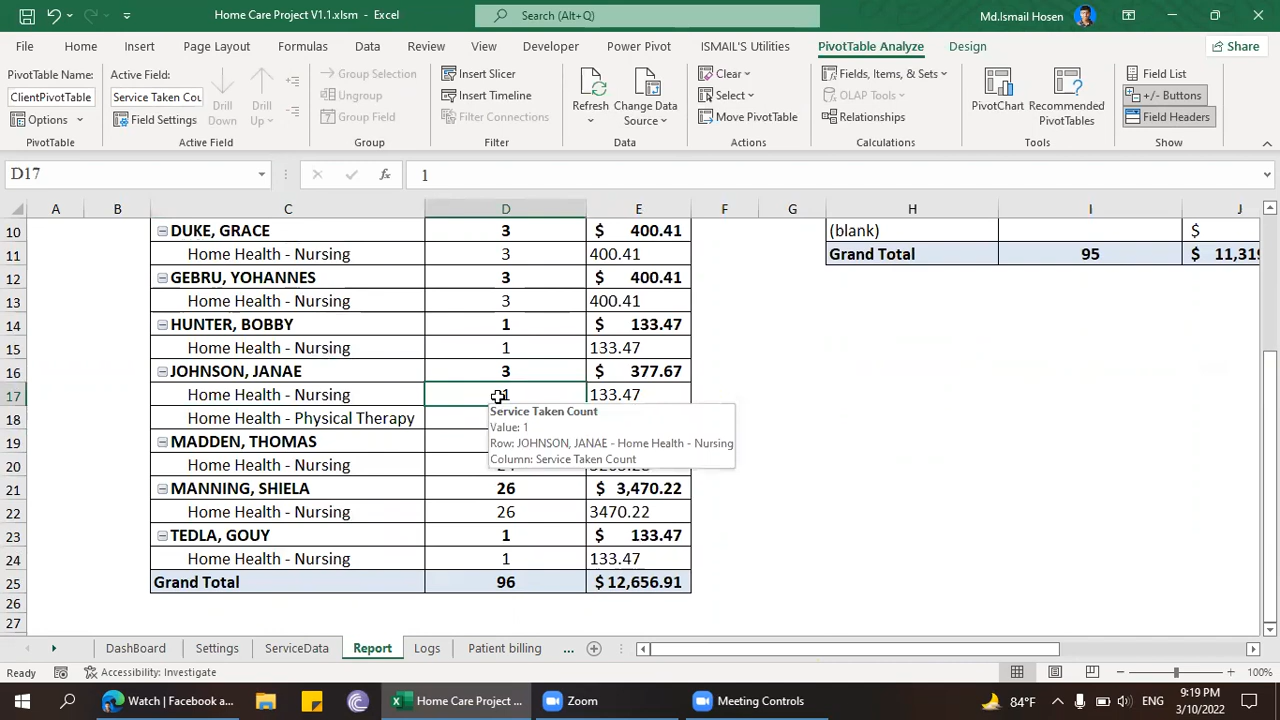 Home Care Project V1.1.xlsm - Excel
Search (Alt+Q)
Md.Ismail Hosen
File Home Insert Page Layout Formulas Data Review View Developer Power Pivot ISMAIL'S Utilities PivotTable Analyze Design Share
PivotTable Name:
ClientPivotTable
Options
PivotTable
Active Field:
Service Taken Cou
Field Settings
Drill Down
Drill Up
Active Field
Group Selection
Ungroup
Group Field
Group
Insert Slicer
Insert Timeline
Filter Connections
Filter
Refresh
Change Data Source
Data
Clear
Select
Move PivotTable
Actions
Fields, Items, & Sets
OLAP Tools
Relationships
Calculations
PivotChart
Recommended PivotTables
Tools
Field List
+/- Buttons
Field Headers
Show
D17 fx 1
A B C D E F G H I J
10 DUKE, GRACE 3 $ 400.41 (blank) $
11 Home Health - Nursing 3 400.41 Grand Total 95 $ 11,319
12 GEBRU, YOHANNES 3 $ 400.41
13 Home Health - Nursing 3 400.41
14 HUNTER, BOBBY 1 $ 133.47
15 Home Health - Nursing 1 133.47
16 JOHNSON, JANAE 3 $ 377.67
17 Home Health - Nursing 1 133.47
18 Home Health - Physical Therapy
19 MADDEN, THOMAS
20 Home Health - Nursing
21 MANNING, SHIELA 26 $ 3,470.22
22 Home Health - Nursing 26 3470.22
23 TEDLA, GOUY 1 $ 133.47
24 Home Health - Nursing 1 133.47
25 Grand Total 96 $ 12,656.91
26
27
Service Taken Count
Value: 1
Row: JOHNSON, JANAE - Home Health - Nursing
Column: Service Taken Count
DashBoard Settings ServiceData Report Logs Patient billing ...
Ready Accessibility: Investigate 100%
Watch | Facebook a... Home Care Project ... Zoom Meeting Controls 84°F ENG 9:19 PM
3/10/2022